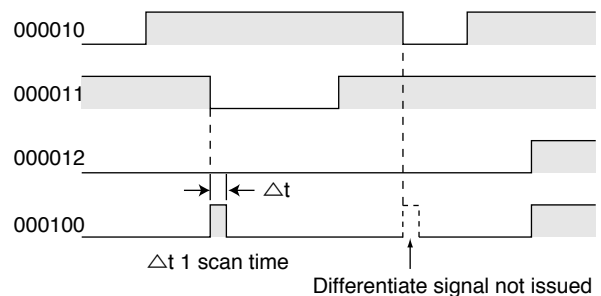 000010
000011
000012
△t
000100
△t 1 scan time
Differentiate signal not issued